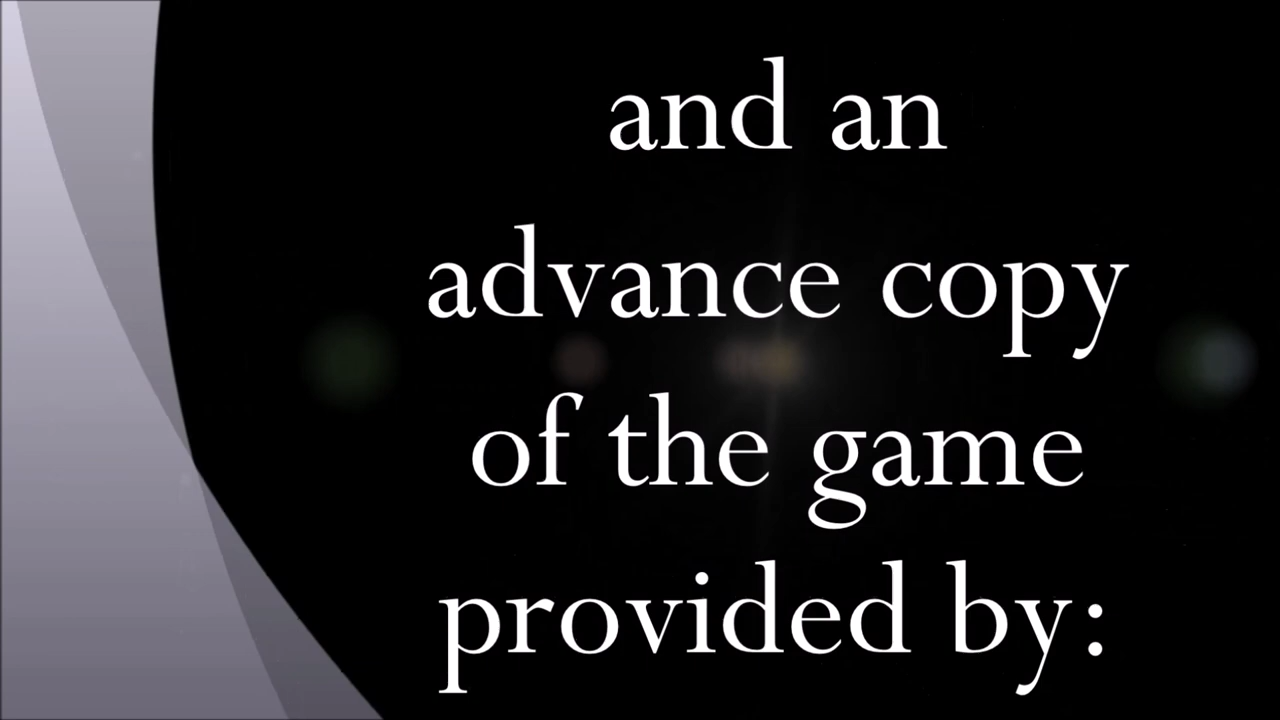 and an
advance copy
of the game
provided by: